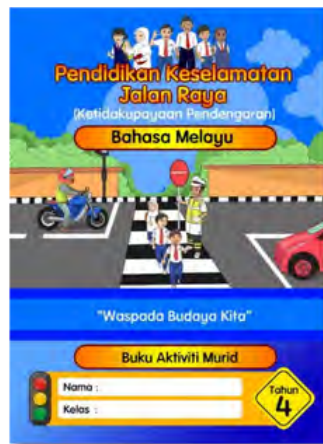 Pendidikan Keselamatan
Jalan Raya
(Ketidakupayaan Pendengaran)
Bahasa Melayu
"Waspada Budaya Kita"
Buku Aktiviti Murid
Nama :
Kelas :
Tahun
4